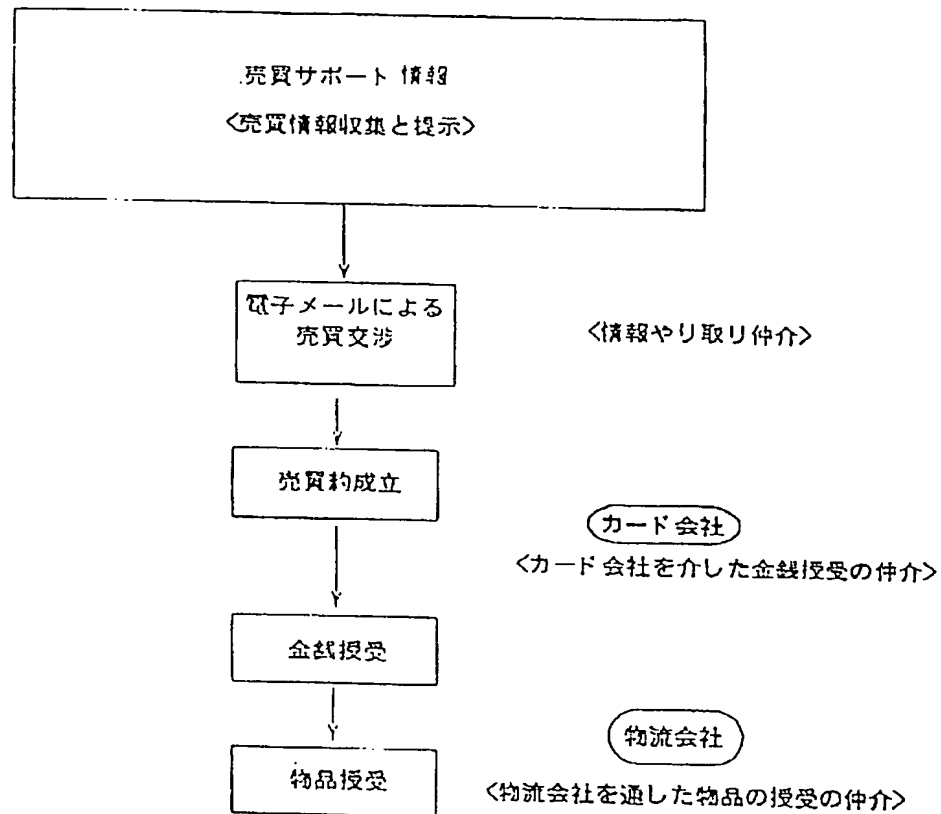 売買サポート情報
<売買情報収集と提示>
電子メールによる
売買交渉
<情報やり取り仲介>
売買約成立
カード会社
<カード会社を介した金銭授受の仲介>
金銭授受
物流会社
物品授受
<物流会社を通した物品の授受の仲介>